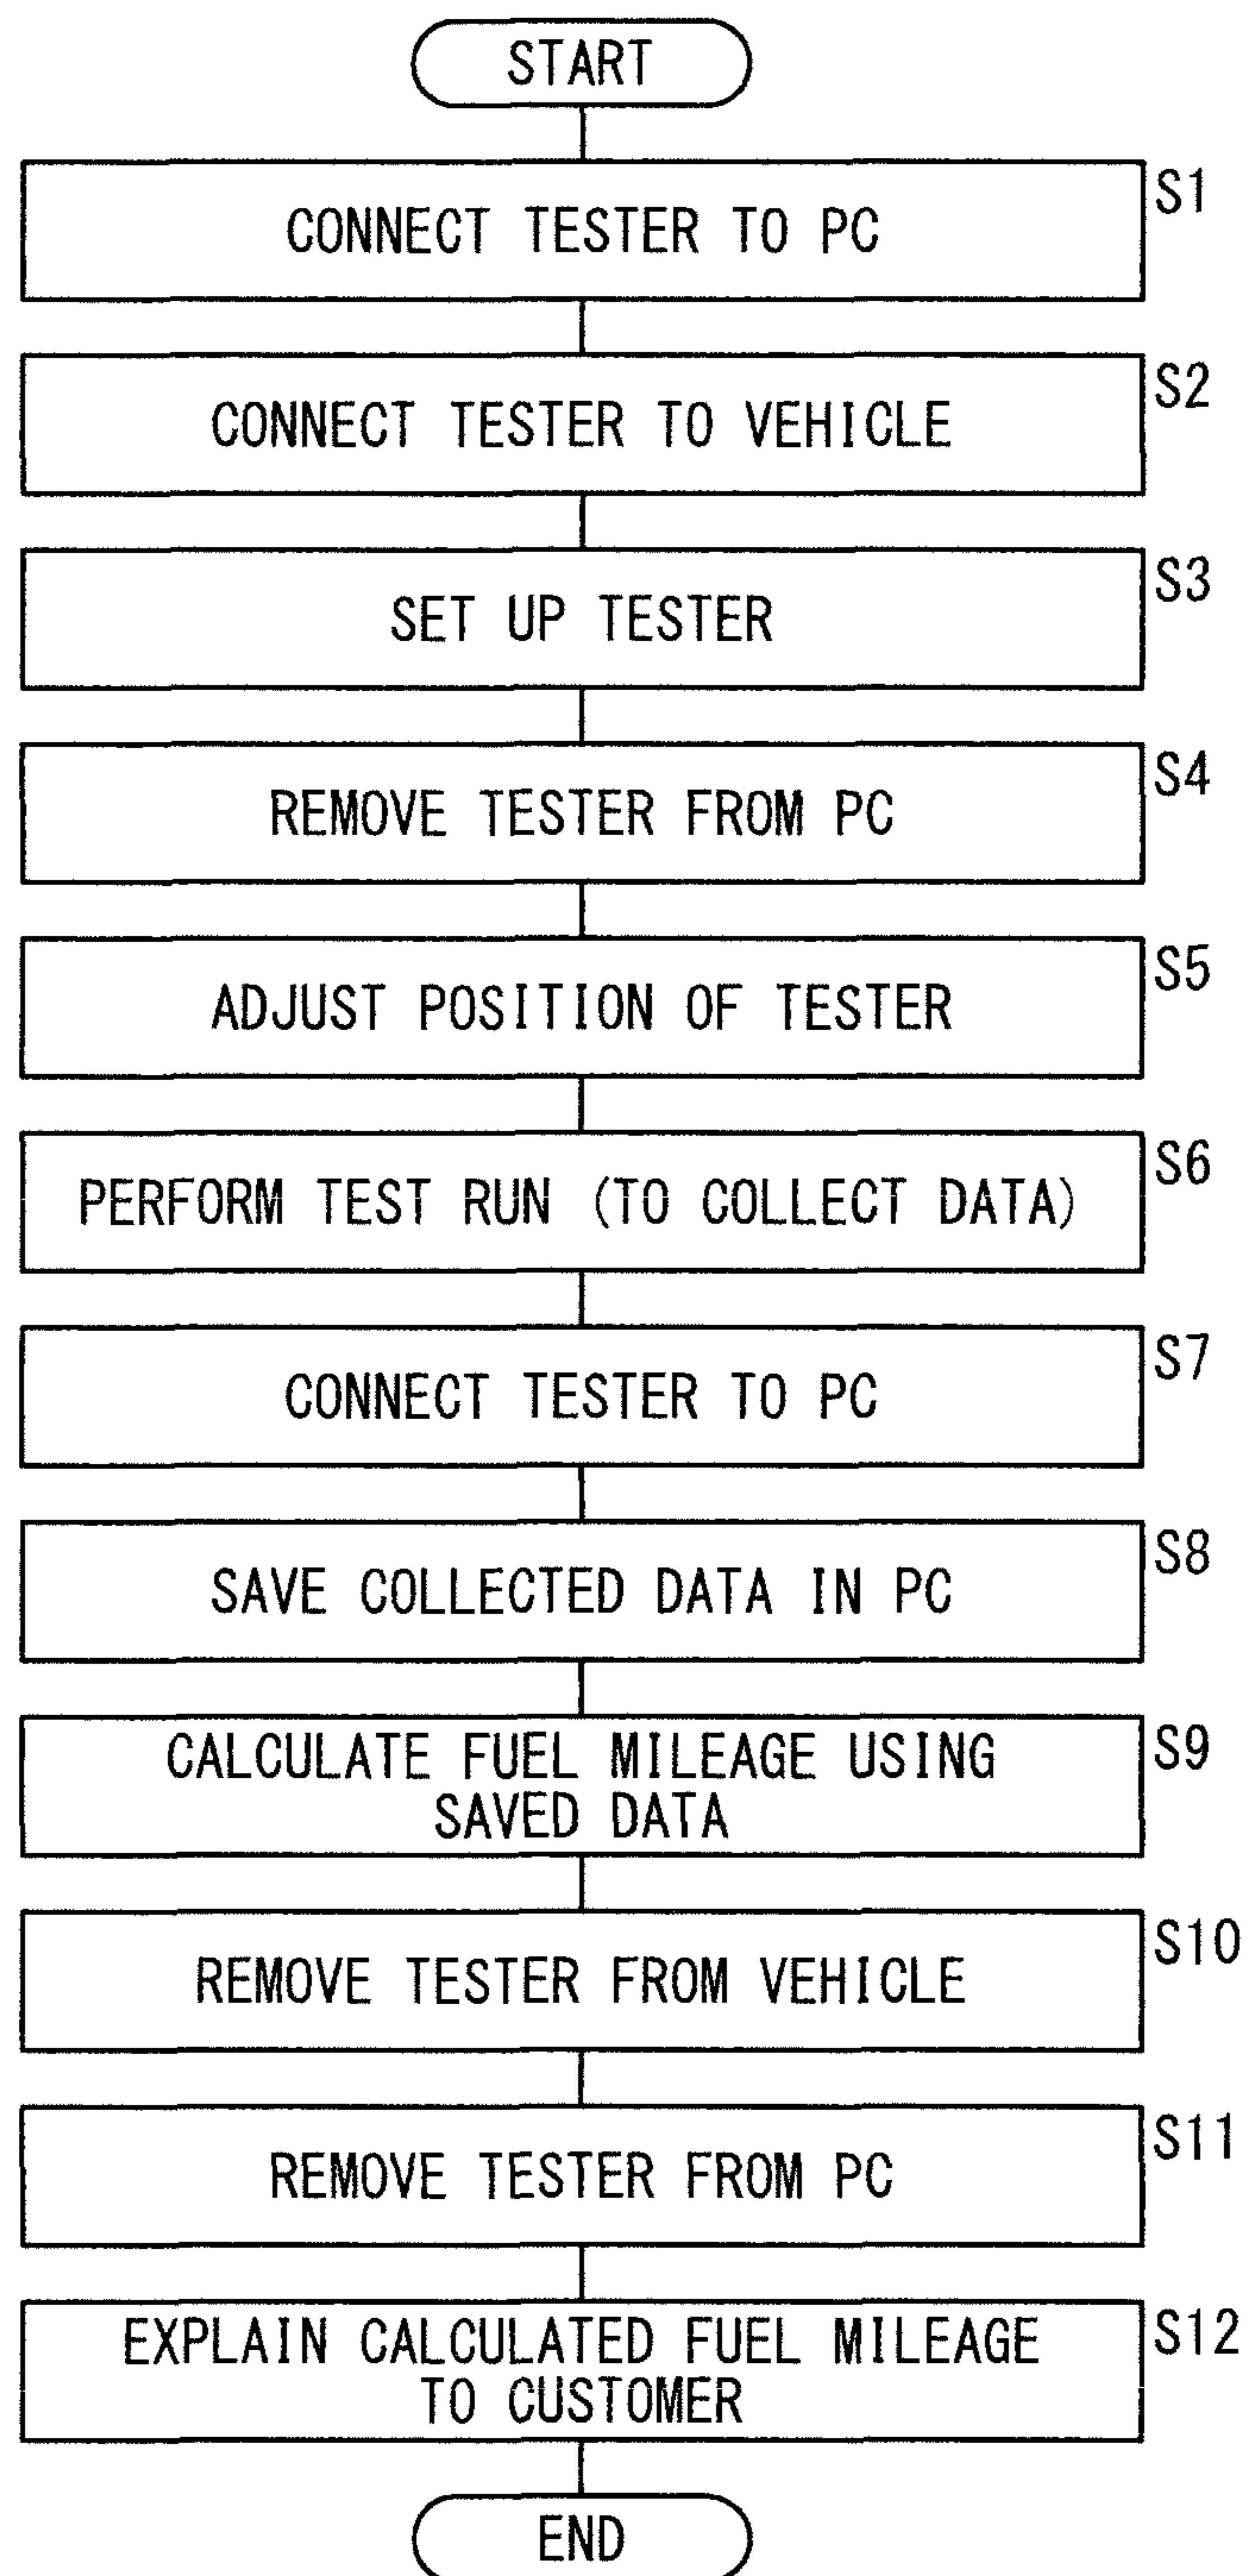 START
S1
CONNECT TESTER TO PC
S2
CONNECT TESTER TO VEHICLE
S3
SET UP TESTER
S4
REMOVE TESTER FROM PC
S5
ADJUST POSITION OF TESTER
S6
PERFORM TEST RUN (TO COLLECT DATA)
S7
CONNECT TESTER TO PC
S8
SAVE COLLECTED DATA IN PC
S9
CALCULATE FUEL MILEAGE USING
SAVED DATA
S10
REMOVE TESTER FROM VEHICLE
S11
REMOVE TESTER FROM PC
S12
EXPLAIN CALCULATED FUEL MILEAGE
TO CUSTOMER
END